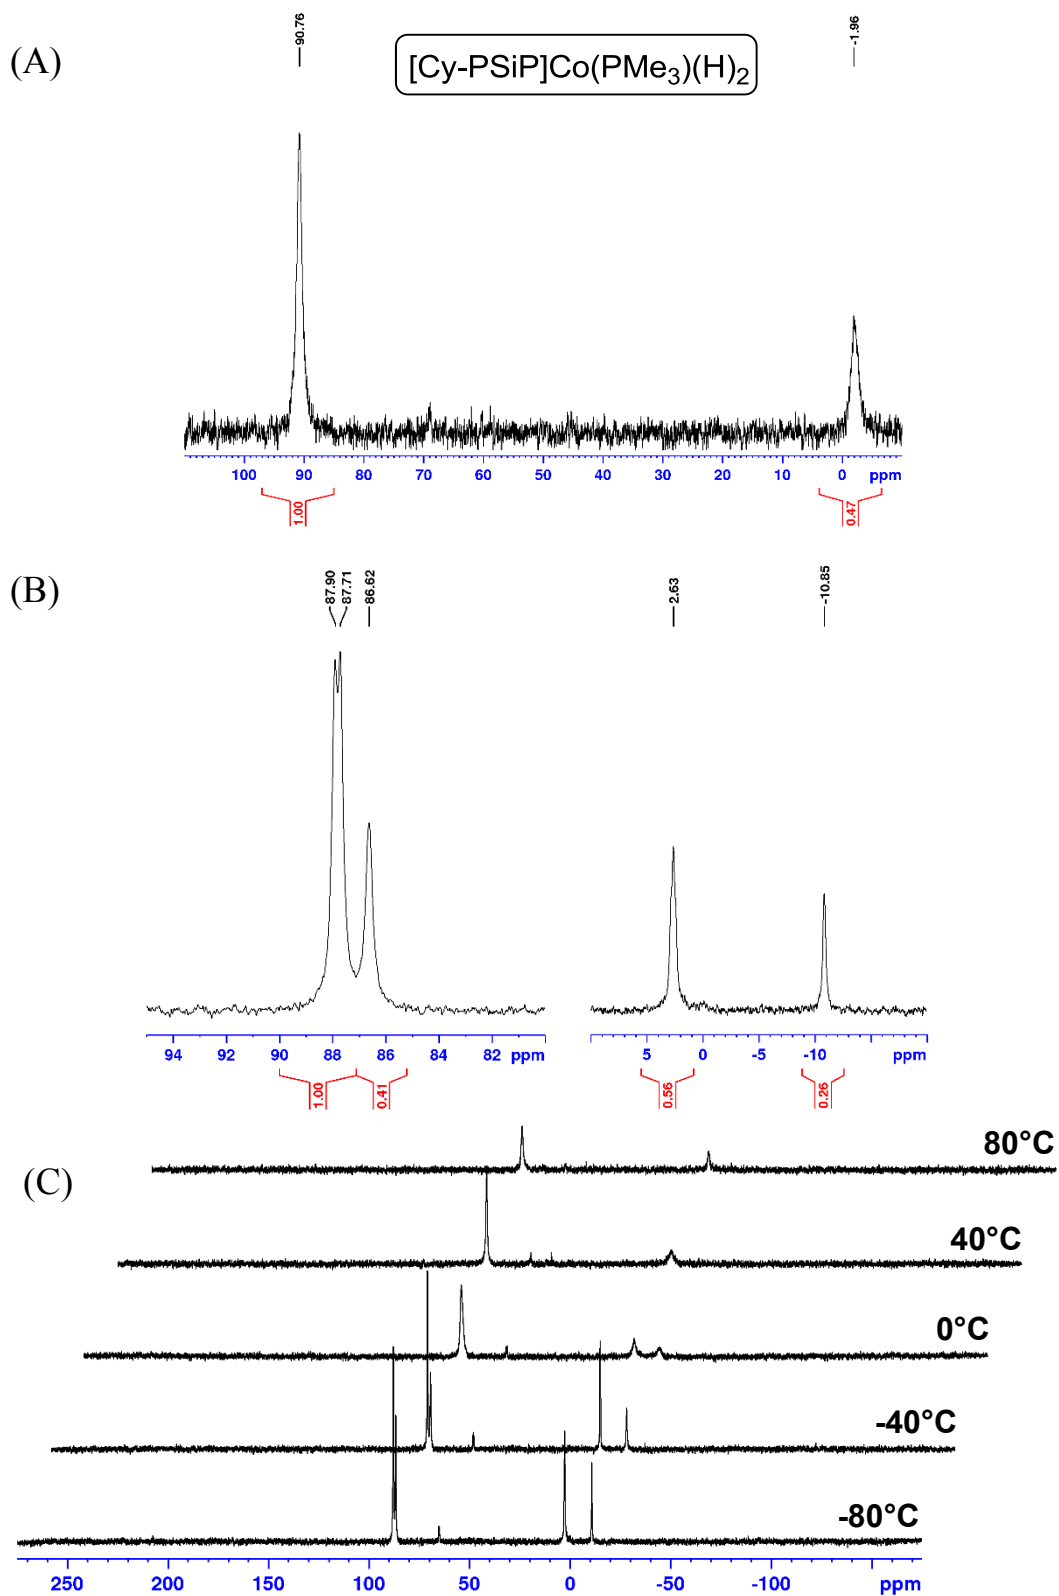 (A)
90.76
-1.96
[Cy-PSiP]Co(PMe3)(H)2
100 90 80 70 60 50 40 30 20 10 0 ppm
1.00
0.47
(B)
87.90
87.71
86.62
2.63
-10.85
94 92 90 88 86 84 82 ppm
5 0 -5 -10 ppm
1.00
0.41
0.56
0.26
(C)
80°C
40°C
0°C
-40°C
-80°C
250 200 150 100 50 0 -50 -100 ppm